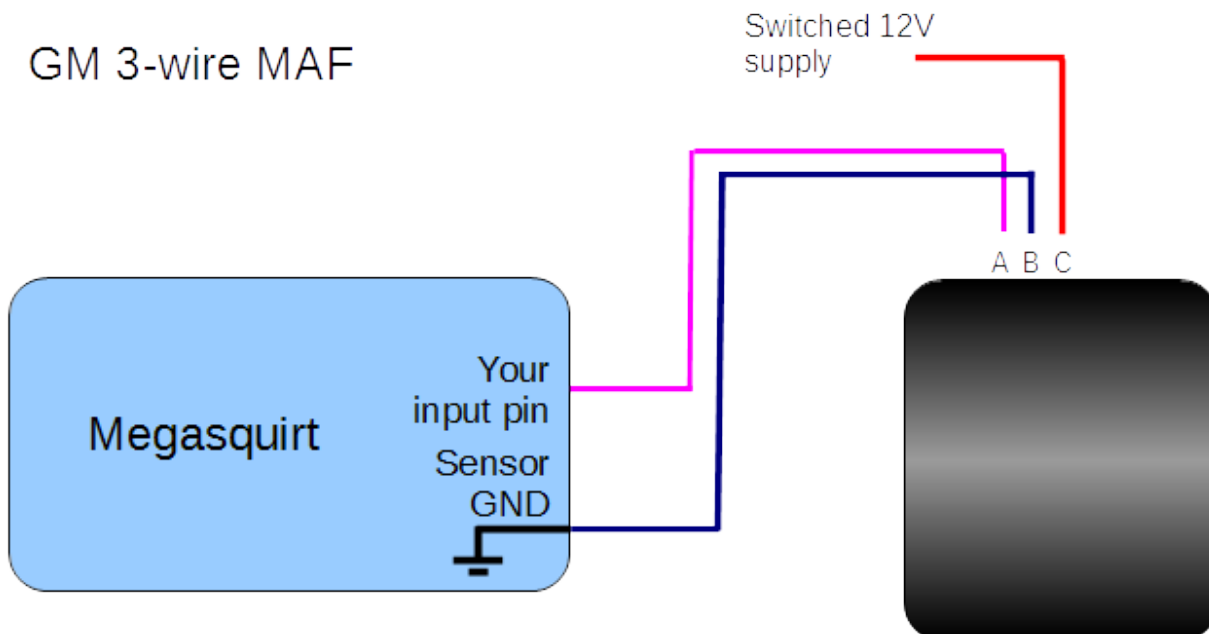 GM 3-wire MAF
Switched 12V
supply
A B C
Your
input pin
Megasquirt
Sensor
GND